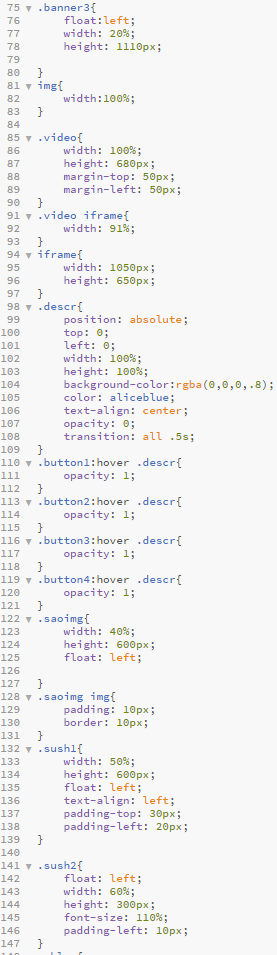 75 ▼ .banner3{
76 float:left;
77 width: 20%;
78 height: 1110px;
79
80 }
81 ▼ img{
82 width:100%;
83 }
84
85 ▼ .video{
86 width: 100%;
87 height: 680px;
88 margin-top: 50px;
89 margin-left: 50px;
90 }
91 ▼ .video iframe{
92 width: 91%;
93 }
94 ▼ iframe{
95 width: 1050px;
96 height: 650px;
97 }
98 ▼ .descr{
99 position: absolute;
100 top: 0;
101 left: 0;
102 width: 100%;
103 height: 100%;
104 background-color:rgba(0,0,0,.8);
105 color: aliceblue;
106 text-align: center;
107 opacity: 0;
108 transition: all .5s;
109 }
110 ▼ .button1:hover .descr{
111 opacity: 1;
112 }
113 ▼ .button2:hover .descr{
114 opacity: 1;
115 }
116 ▼ .button3:hover .descr{
117 opacity: 1;
118 }
119 ▼ .button4:hover .descr{
120 opacity: 1;
121 }
122 ▼ .saoimg{
123 width: 40%;
124 height: 600px;
125 float: left;
126
127 }
128 ▼ .saoimg img{
129 padding: 10px;
130 border: 10px;
131 }
132 ▼ .sush1{
133 width: 50%;
134 height: 600px;
135 float: left;
136 text-align: left;
137 padding-top: 30px;
138 padding-left: 20px;
139 }
140
141 ▼ .sush2{
142 float: left;
143 width: 60%;
144 height: 300px;
145 font-size: 110%;
146 padding-left: 10px;
147 }